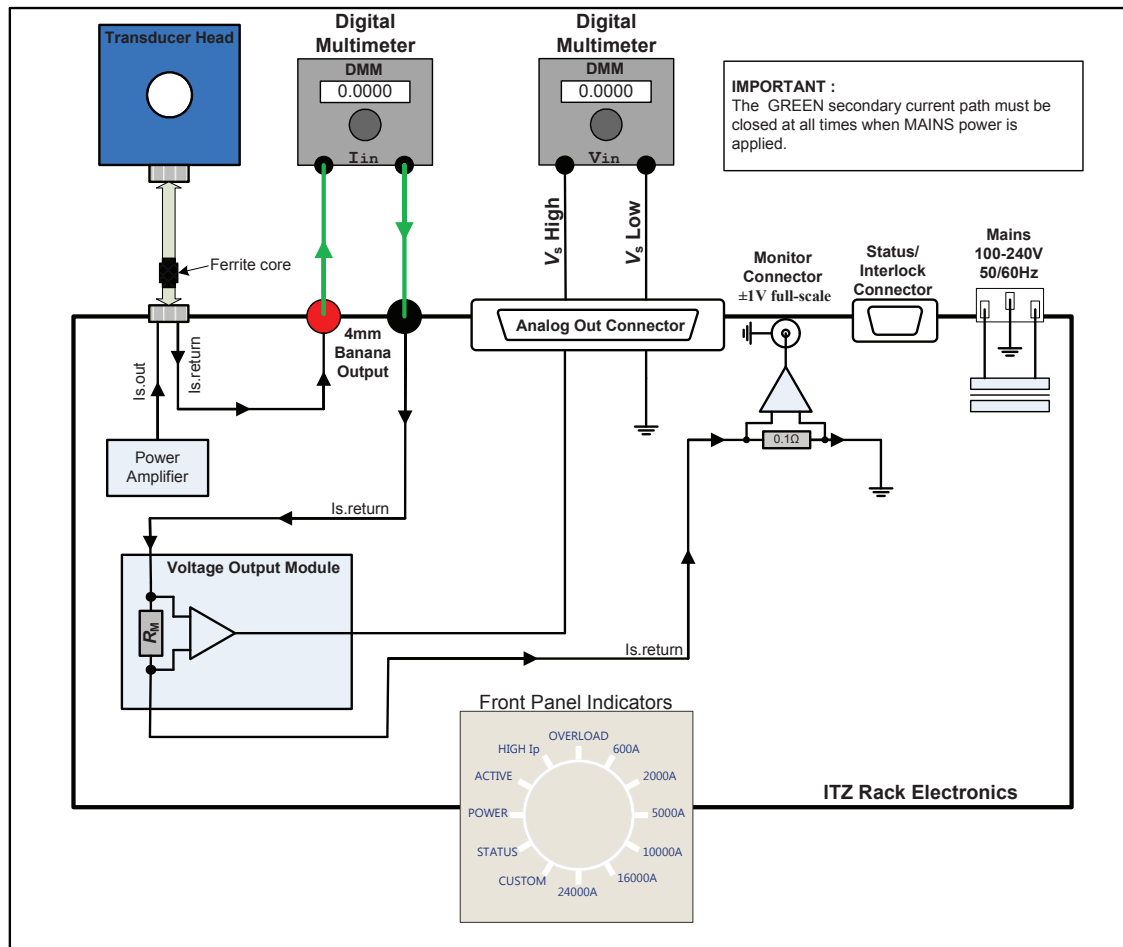 Transducer Head
Digital
Multimeter
DMM
0.0000
Iin
Digital
Multimeter
DMM
0.0000
Vin
IMPORTANT :
The GREEN secondary current path must be
closed at all times when MAINS power is
applied.
Ferrite core
Vs High
Vs Low
Monitor
Connector
±1V full-scale
Status/
Interlock
Connector
Mains
100-240V
50/60Hz
Analog Out Connector
4mm
Banana
Output
Is.out
Is.return
Power
Amplifier
0.1Ω
Is.return
Voltage Output Module
RM
Is.return
Front Panel Indicators
OVERLOAD
HIGH Ip
600A
ACTIVE
2000A
POWER
5000A
STATUS
10000A
CUSTOM
16000A
24000A
ITZ Rack Electronics